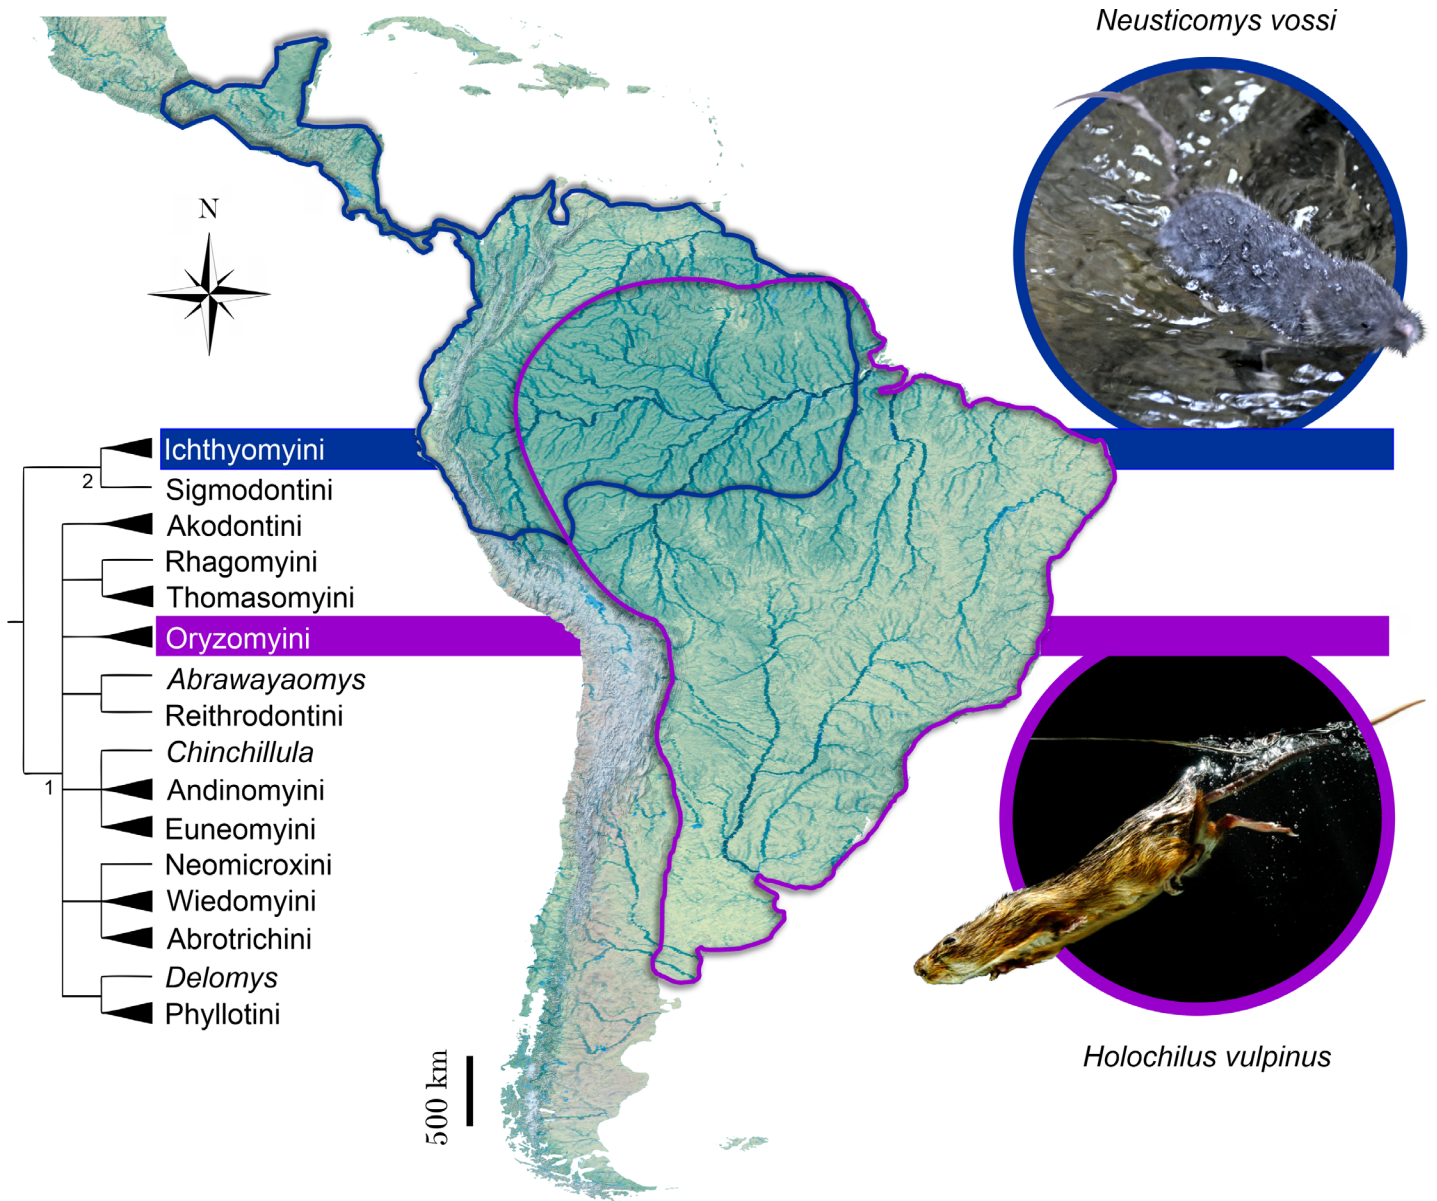 Neusticomys vossi
N
Ichthyomyini
2
Sigmodontini
Akodontini
Rhagomyini
Thomasomyini
Oryzomyini
Abrawayaomys
Reithrodontini
Chinchillula
1
Andinomyini
Euneomyini
Neomicroxini
Wiedomyini
Abrotrichini
Delomys
Phyllotini
500 km
Holochilus vulpinus